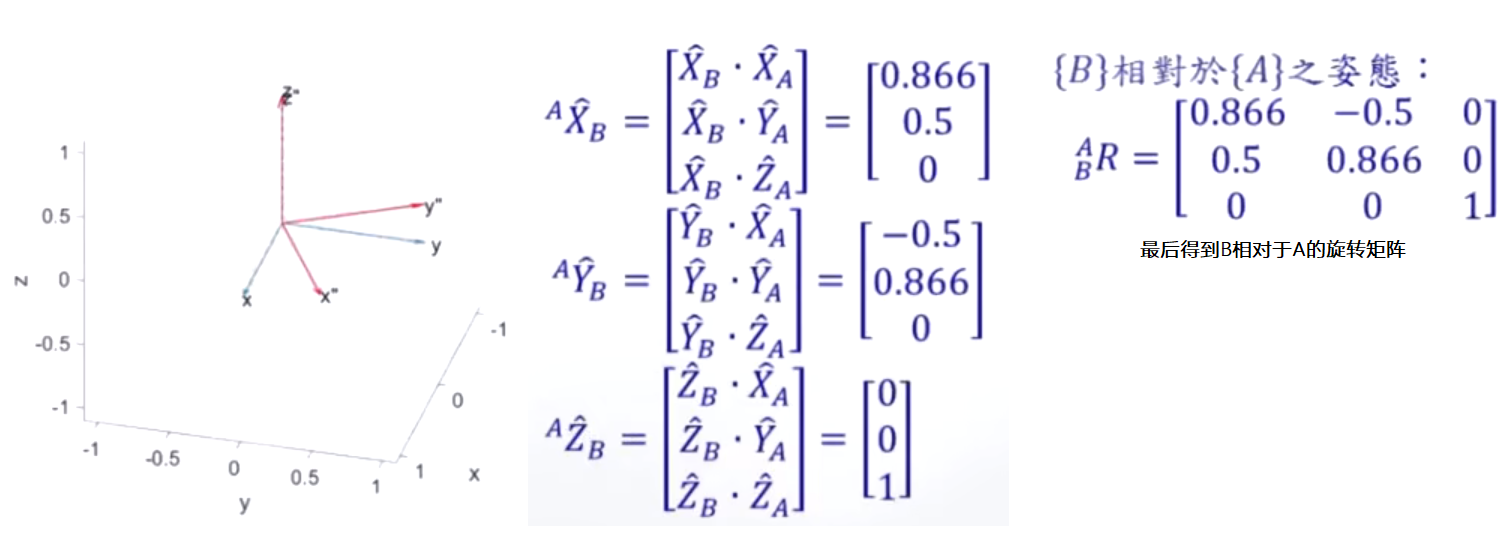 z
z"
y"
y
x
x"
1
0.5
0
-0.5
-1
z
-1
-0.5
0
0.5
1
y
-1
0
1
x
^A X̂_B = [X̂_B · X̂_A; X̂_B · Ŷ_A; X̂_B · Ẑ_A] = [0.866; 0.5; 0]
^A Ŷ_B = [Ŷ_B · X̂_A; Ŷ_B · Ŷ_A; Ŷ_B · Ẑ_A] = [−0.5; 0.866; 0]
^A Ẑ_B = [Ẑ_B · X̂_A; Ẑ_B · Ŷ_A; Ẑ_B · Ẑ_A] = [0; 0; 1]
{B}相對於{A}之姿態：
^A_B R = [0.866 −0.5 0; 0.5 0.866 0; 0 0 1]
最后得到B相对于A的旋转矩阵